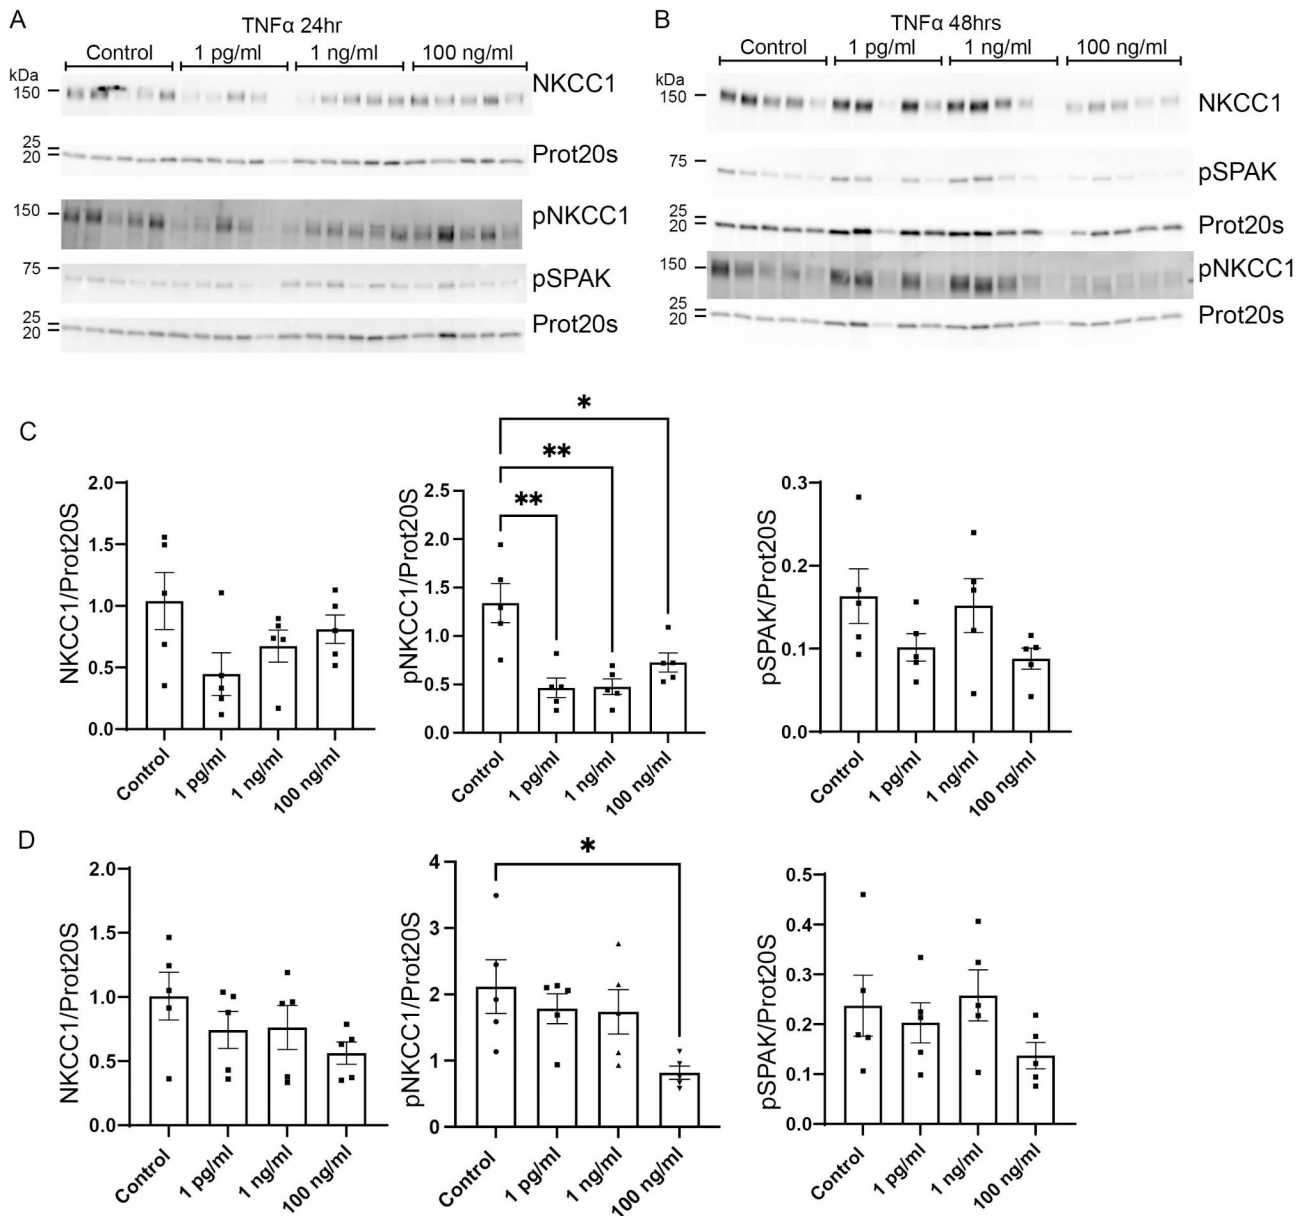 A
TNFα 24hr
Control 1 pg/ml 1 ng/ml 100 ng/ml
kDa
150
NKCC1
25
20
Prot20s
150
pNKCC1
75
pSPAK
25
20
Prot20s
B
TNFα 48hrs
Control 1 pg/ml 1 ng/ml 100 ng/ml
kDa
150
NKCC1
75
pSPAK
25
20
Prot20s
150
pNKCC1
25
20
Prot20s
C
NKCC1/Prot20S
2.0
1.5
1.0
0.5
0.0
Control
1 pg/ml
1 ng/ml
100 ng/ml
*
**
**
pNKCC1/Prot20S
2.5
2.0
1.5
1.0
0.5
0.0
Control
1 pg/ml
1 ng/ml
100 ng/ml
pSPAK/Prot20S
0.3
0.2
0.1
0.0
Control
1 pg/ml
1 ng/ml
100 ng/ml
D
NKCC1/Prot20S
2.0
1.5
1.0
0.5
0.0
Control
1 pg/ml
1 ng/ml
100 ng/ml
*
pNKCC1/Prot20S
4
3
2
1
0
Control
1 pg/ml
1 ng/ml
100 ng/ml
pSPAK/Prot20S
0.5
0.4
0.3
0.2
0.1
0.0
Control
1 pg/ml
1 ng/ml
100 ng/ml